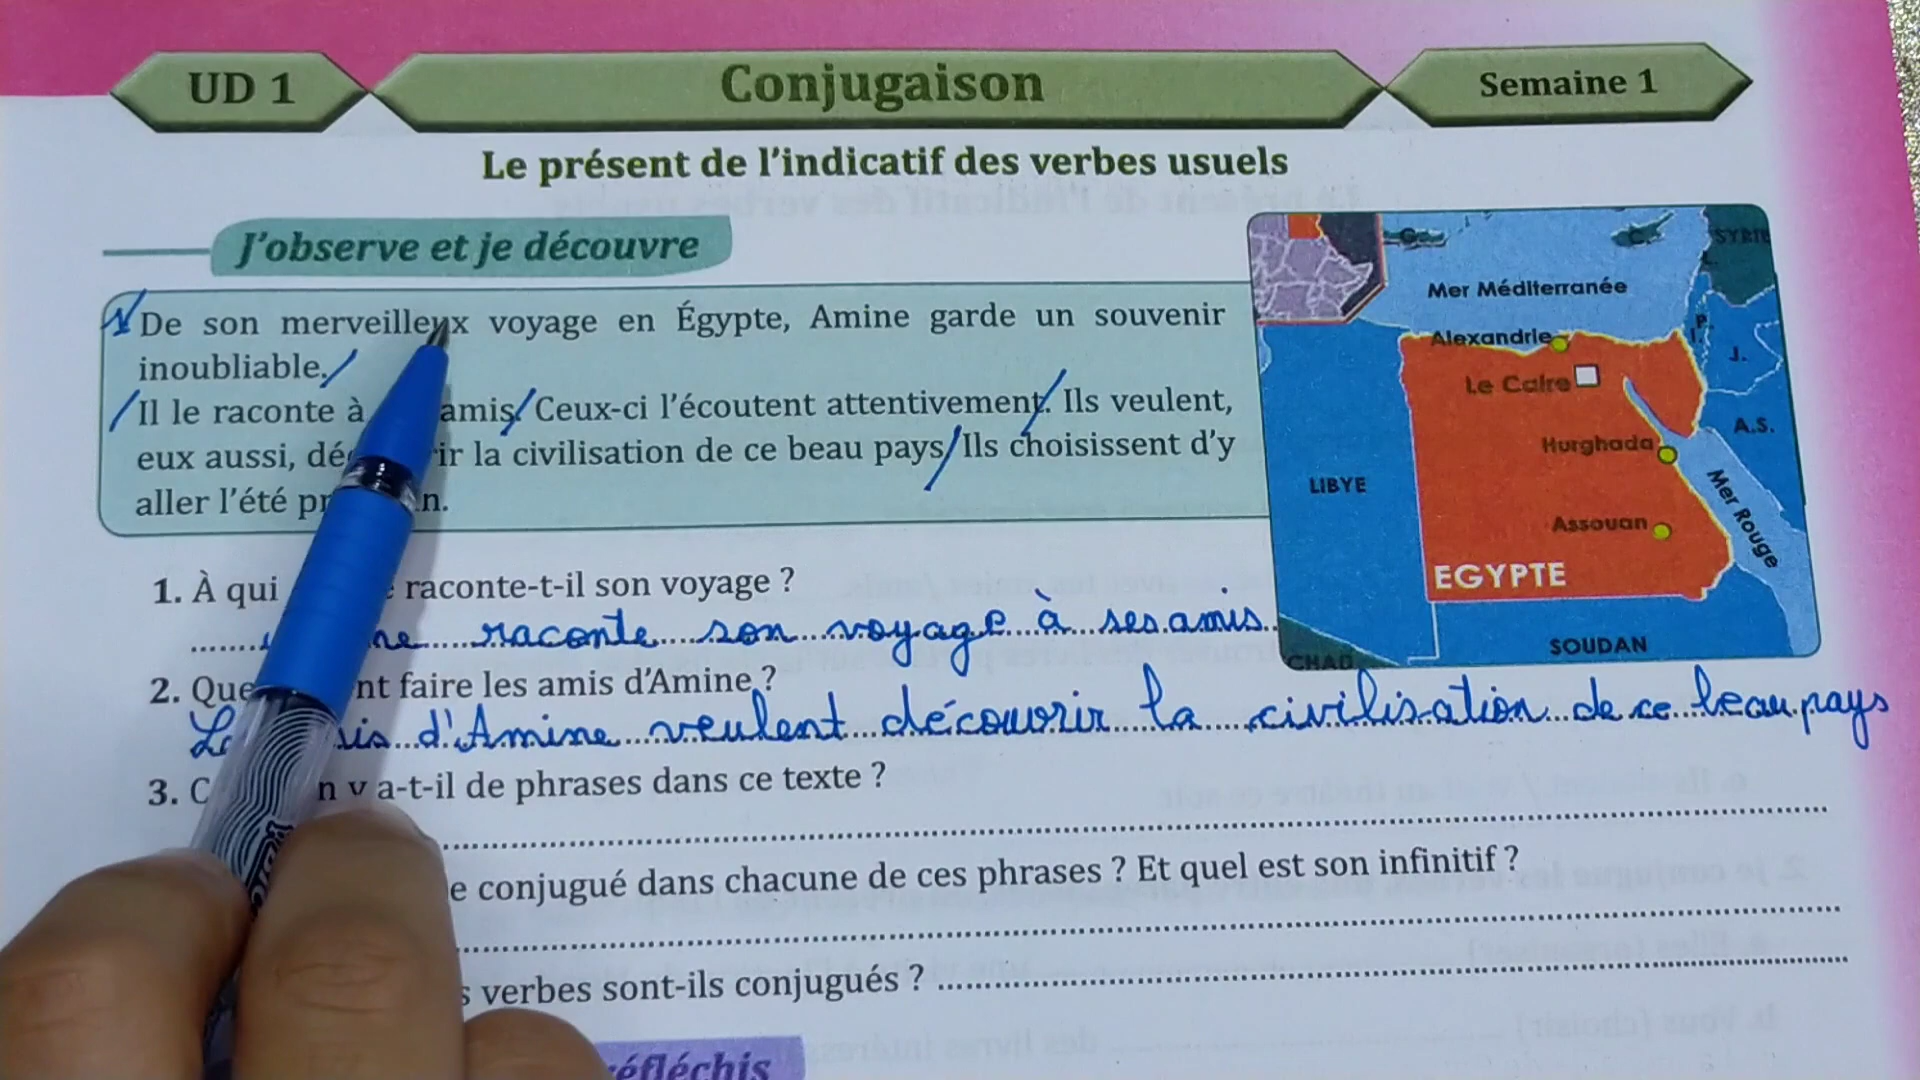 UD 1
Conjugaison
Semaine 1
Le présent de l'indicatif des verbes usuels
J'observe et je découvre
De son merveilleux voyage en Égypte, Amine garde un souvenir
inoubliable.
Il le raconte à amis. Ceux-ci l'écoutent attentivement. Ils veulent,
eux aussi, la civilisation de ce beau pays. Ils choisissent d'y
aller l'été
1. À qui raconte-t-il son voyage ?
raconte son voyage à ses amis.
2. Que faire les amis d'Amine ?
d'Amine veulent découvrir la civilisation de ce beau pays
3. y a-t-il de phrases dans ce texte ?
conjugué dans chacune de ces phrases ? Et quel est son infinitif ?
verbes sont-ils conjugués ?
réfléchis
Mer Méditerranée
SYRIE
Alexandrie
Le Caire
J.
A.S.
Hurghada
LIBYE
Mer Rouge
Assouan
EGYPTE
SOUDAN
CHAD